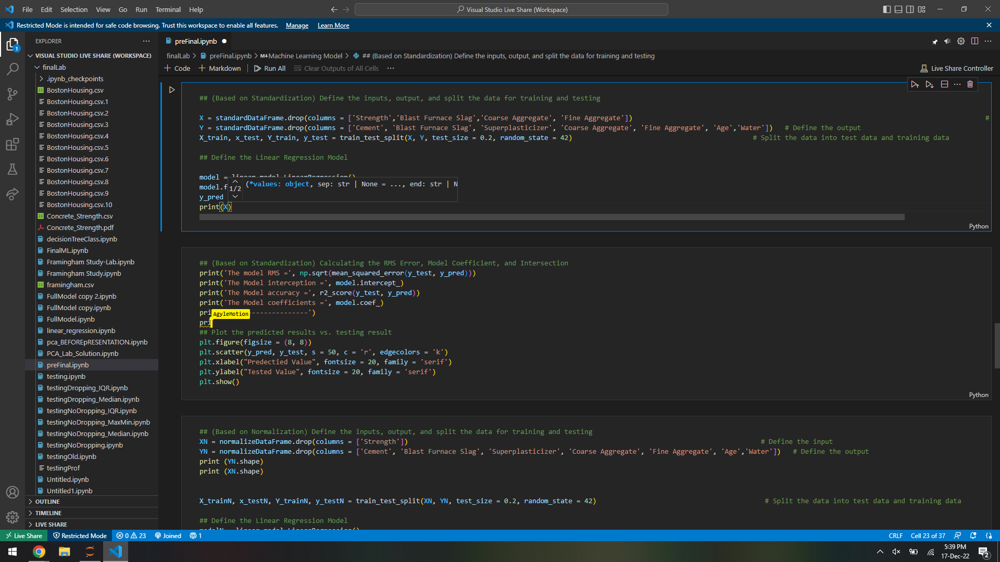 File Edit Selection View Go Run Terminal Help
Visual Studio Live Share (Workspace)
Restricted Mode is intended for safe code browsing. Trust this workspace to enable all features. Manage Learn More
EXPLORER
1
VISUAL STUDIO LIVE SHARE (WORKSPACE)
finalLab
.ipynb_checkpoints
BostonHousing.csv
BostonHousing.csv.1
BostonHousing.csv.2
BostonHousing.csv.3
BostonHousing.csv.4
BostonHousing.csv.5
BostonHousing.csv.6
BostonHousing.csv.7
BostonHousing.csv.8
BostonHousing.csv.9
BostonHousing.csv.10
Concrete_Strength.csv
Concrete_Strength.pdf
decisionTreeClass.ipynb
FinalML.ipynb
Framingham Study-Lab.ipynb
Framingham Study.ipynb
framingham.csv
FullModel copy 2.ipynb
FullModel copy.ipynb
FullModel.ipynb
linear_regression.ipynb
pca_BEFOREpRESENTATION.ipynb
PCA_Lab_Solution.ipynb
preFinal.ipynb
testing.ipynb
testingDropping_IQR.ipynb
testingDropping_Median.ipynb
testingNoDropping_IQR.ipynb
testingNoDropping_MaxMin.ipynb
testingNoDropping_Median.ipynb
testingNoDropping.ipynb
testingOld.ipynb
testingProf
Untitled.ipynb
Untitled1.ipynb
OUTLINE
TIMELINE
LIVE SHARE
preFinal.ipynb
finalLab > preFinal.ipynb > M↓Machine Learning Model > ## (Based on Standardization) Define the inputs, output, and split the data for training and testing
+ Code + Markdown Run All Clear Outputs of All Cells ... Live Share Controller
## (Based on Standardization) Define the inputs, output, and split the data for training and testing
X = standardDataFrame.drop(columns = ['Strength','Blast Furnace Slag','Coarse Aggregate', 'Fine Aggregate']) #
Y = standardDataFrame.drop(columns = ['Cement', 'Blast Furnace Slag', 'Superplasticizer', 'Coarse Aggregate', 'Fine Aggregate', 'Age','Water']) # Define the output
X_train, x_test, Y_train, y_test = train_test_split(X, Y, test_size = 0.2, random_state = 42) # Split the data into test data and training data
## Define the Linear Regression Model
model = linear_model.LinearRegression()
model.f
1/2 (*values: object, sep: str | None = ..., end: str | N
y_pred
print(X)
Python
## (Based on Standardization) Calculating the RMS Error, Model Coefficient, and Intersection
print('The model RMS =', np.sqrt(mean_squared_error(y_test, y_pred)))
print('The Model interception =', model.intercept_)
print('The Model accuracy =', r2_score(y_test, y_pred))
print('The Model coefficients =', model.coef_)
pri AgyleMotion---------------')
pri
## Plot the predicted results vs. testing result
plt.figure(figsize = (8, 8))
plt.scatter(y_pred, y_test, s = 50, c = 'r', edgecolors = 'k')
plt.xlabel("Predectied Value", fontsize = 20, family = 'serif')
plt.ylabel("Tested Value", fontsize = 20, family = 'serif')
plt.show()
Python
## (Based on Normalization) Define the inputs, output, and split the data for training and testing
XN = normalizeDataFrame.drop(columns = ['Strength']) # Define the input
YN = normalizeDataFrame.drop(columns = ['Cement', 'Blast Furnace Slag', 'Superplasticizer', 'Coarse Aggregate', 'Fine Aggregate', 'Age','Water']) # Define the output
print (YN.shape)
print (XN.shape)
X_trainN, x_testN, Y_trainN, y_testN = train_test_split(XN, YN, test_size = 0.2, random_state = 42) # Split the data into test data and training data
## Define the Linear Regression Model
modelN = linear_model.LinearRegression()
Live Share Restricted Mode 0 23 Joined 1 CRLF Cell 23 of 37
5:39 PM
17-Dec-22
2